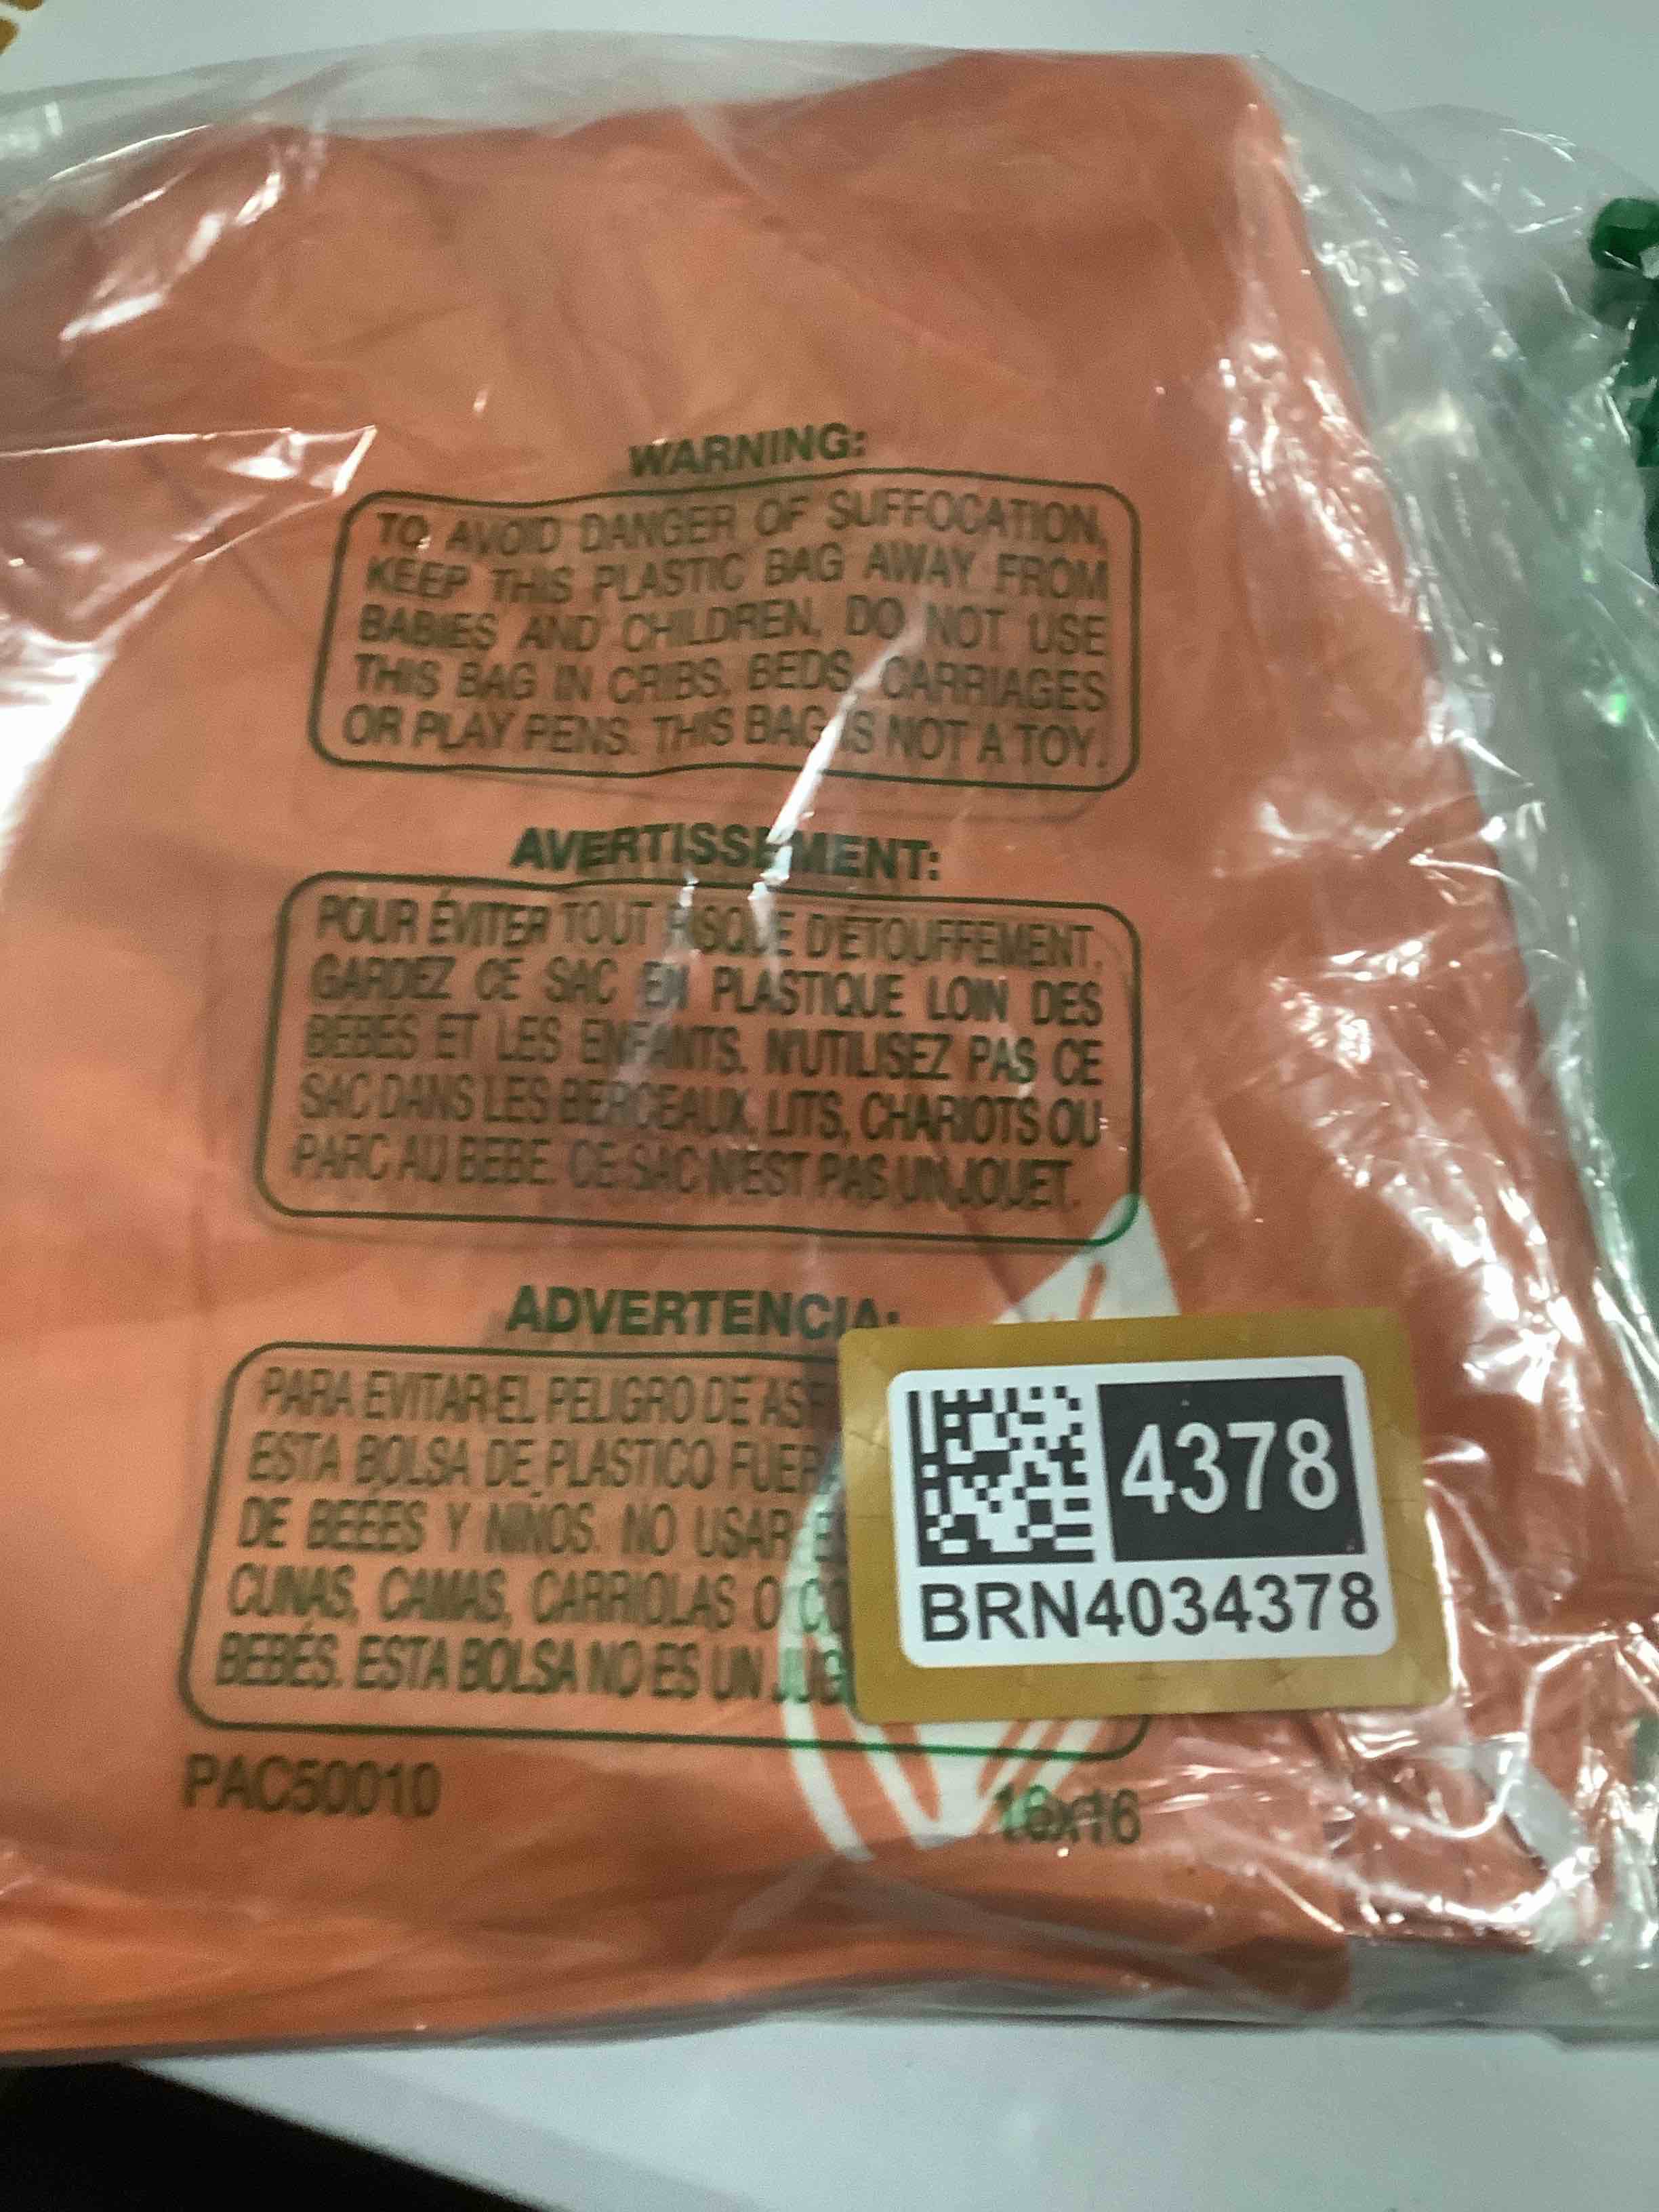 WARNING:
TO AVOID DANGER OF SUFFOCATION,
KEEP THIS PLASTIC BAG AWAY FROM
BABIES AND CHILDREN. DO NOT USE
THIS BAG IN CRIBS, BEDS, CARRIAGES
OR PLAY PENS. THIS BAG IS NOT A TOY.
AVERTISSEMENT:
POUR ÉVITER TOUT RISQUE D'ÉTOUFFEMENT,
GARDEZ CE SAC EN PLASTIQUE LOIN DES
BEBES ET LES ENFANTS. N'UTILISEZ PAS CE
SAC DANS LES BERCEAUX, LITS, CHARIOTS OU
PARC AU BEBE. CE SAC N'EST PAS UN JOUET.
ADVERTENCIA:
PARA EVITAR EL PELIGRO DE
ESTA BOLSA DE PLASTICO
DE BEBES Y NIÑOS. NO USAR
CUNAS, CAMAS, CARRIOLAS O
BEBÉS. ESTA BOLSA NO ES UN
4378
BRN4034378
PAC50010